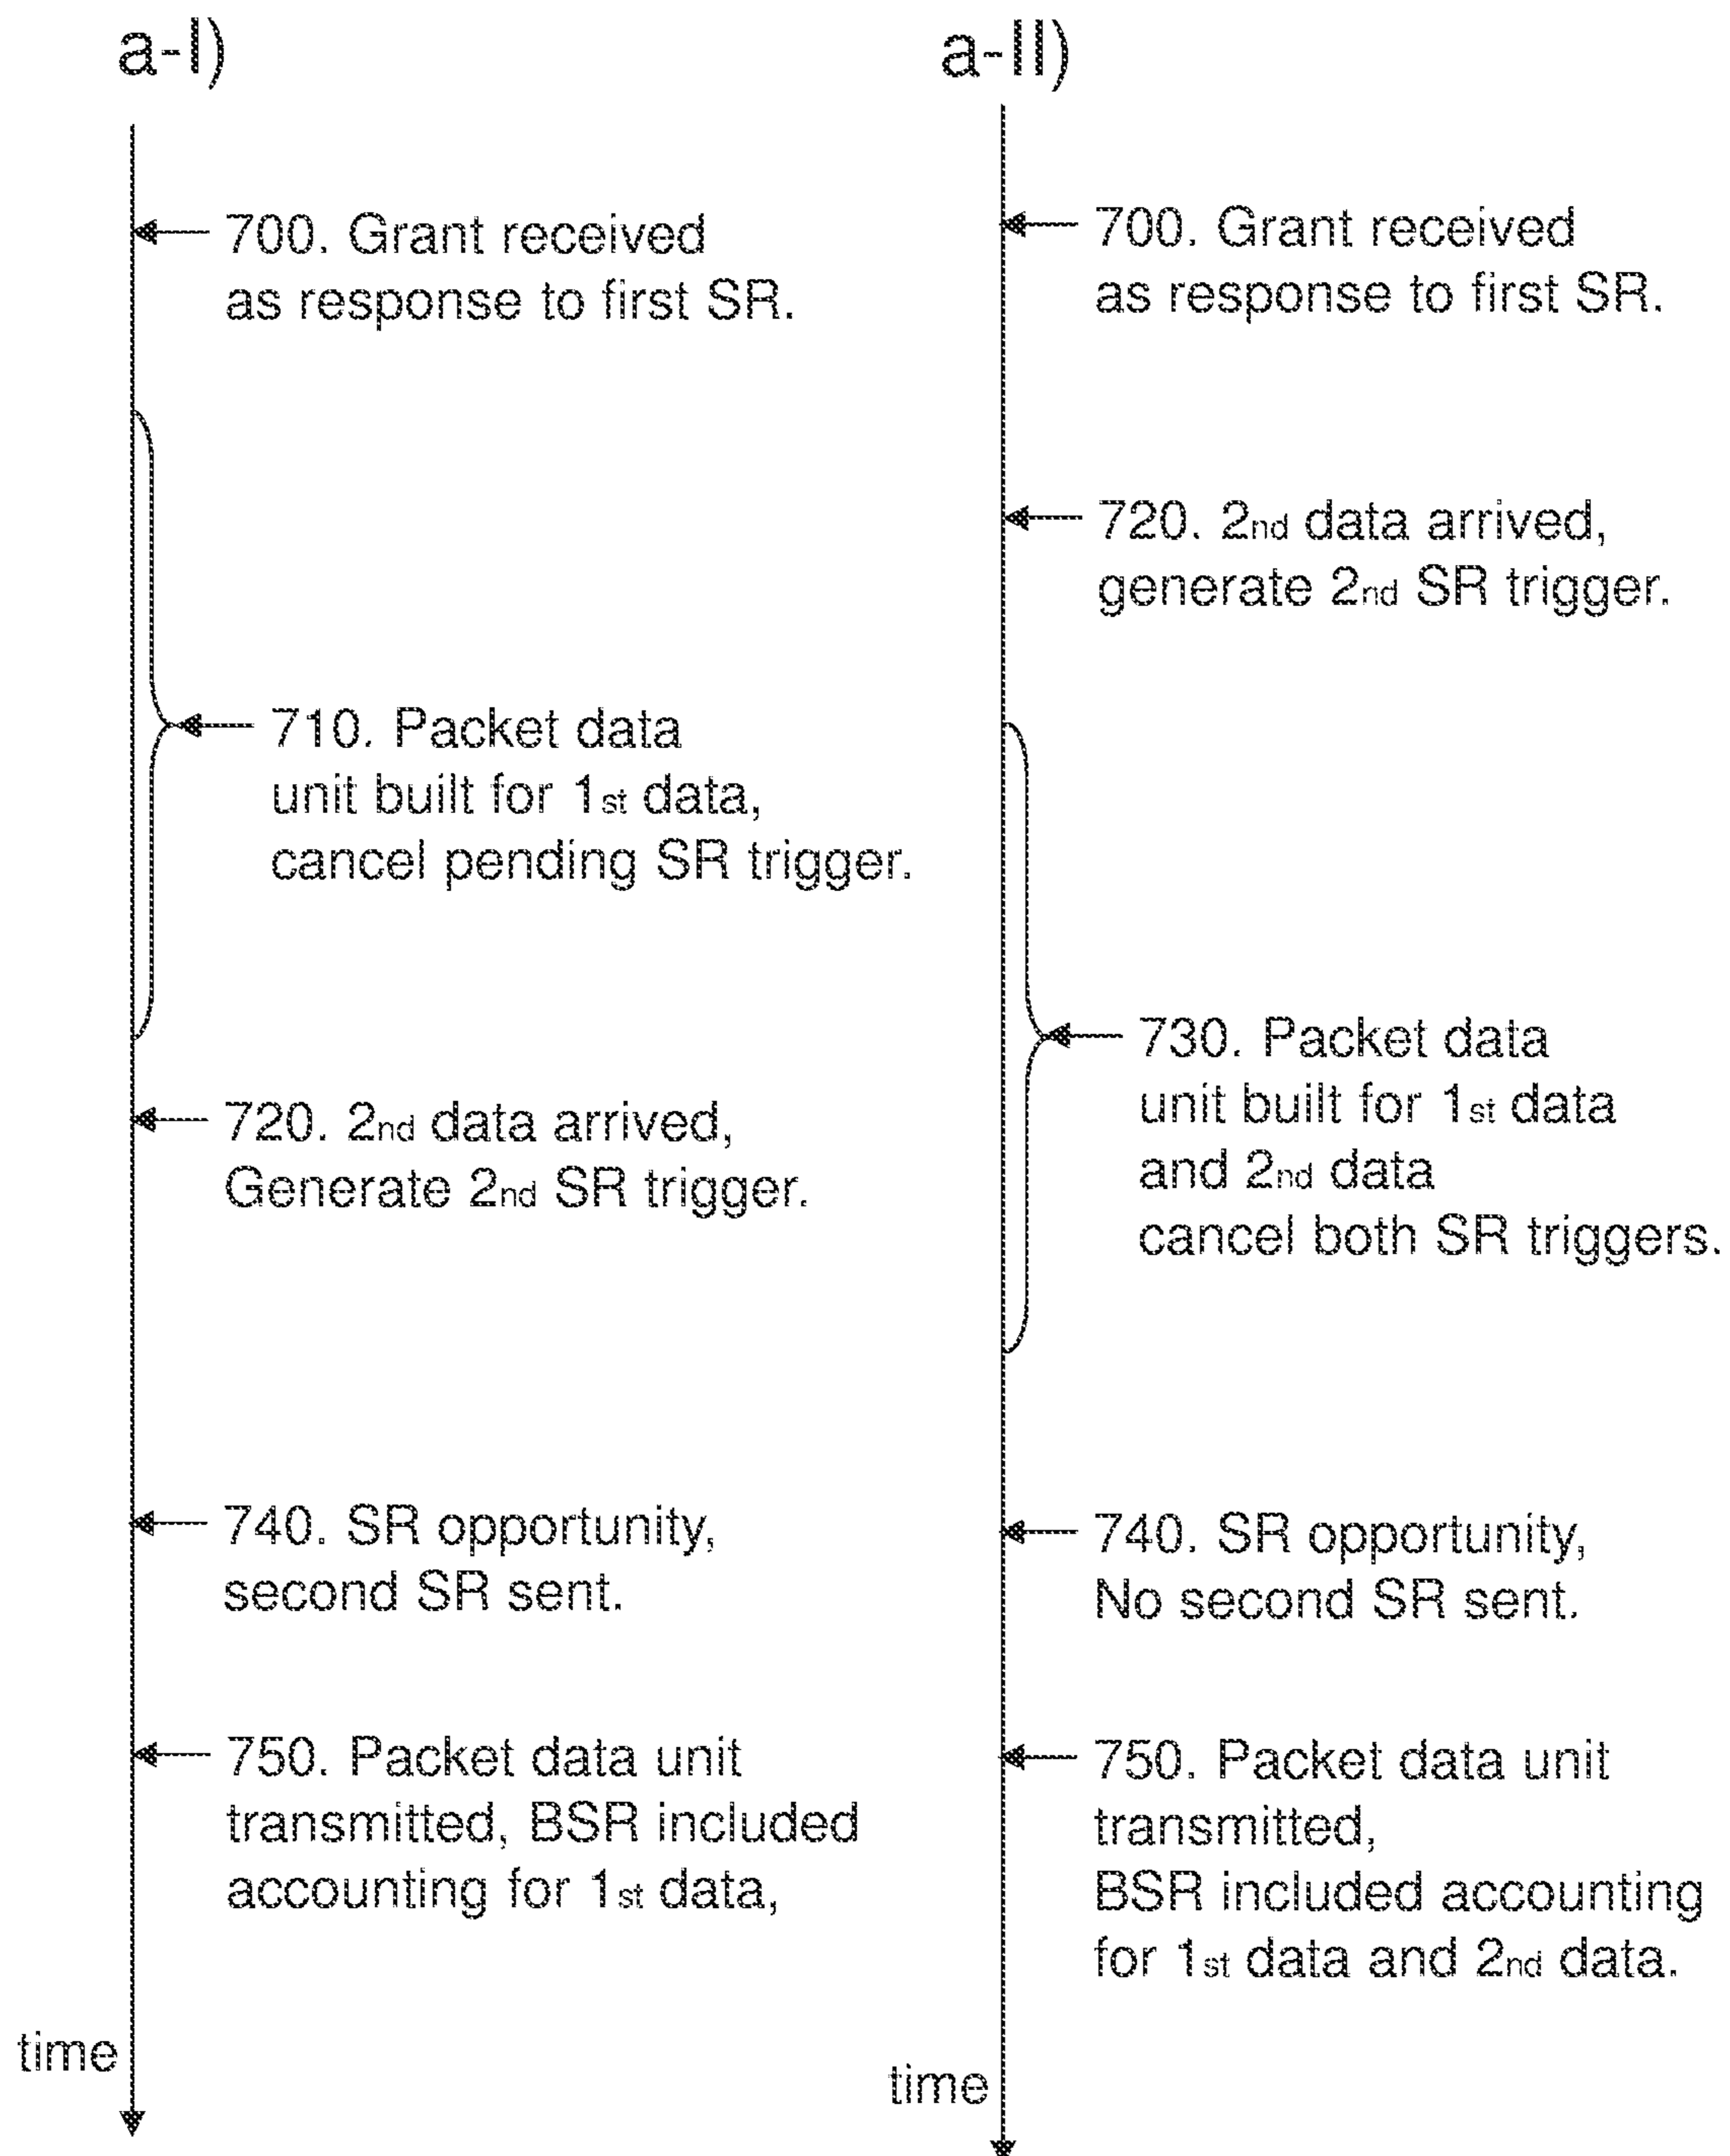 a-I)
700. Grant received
as response to first SR.
710. Packet data
unit built for 1st data,
cancel pending SR trigger.
720. 2nd data arrived,
Generate 2nd SR trigger.
740. SR opportunity,
second SR sent.
750. Packet data unit
transmitted, BSR included
accounting for 1st data,
time
a-II)
700. Grant received
as response to first SR.
720. 2nd data arrived,
generate 2nd SR trigger.
730. Packet data
unit built for 1st data
and 2nd data
cancel both SR triggers.
740. SR opportunity,
No second SR sent.
750. Packet data unit
transmitted,
BSR included accounting
for 1st data and 2nd data.
time